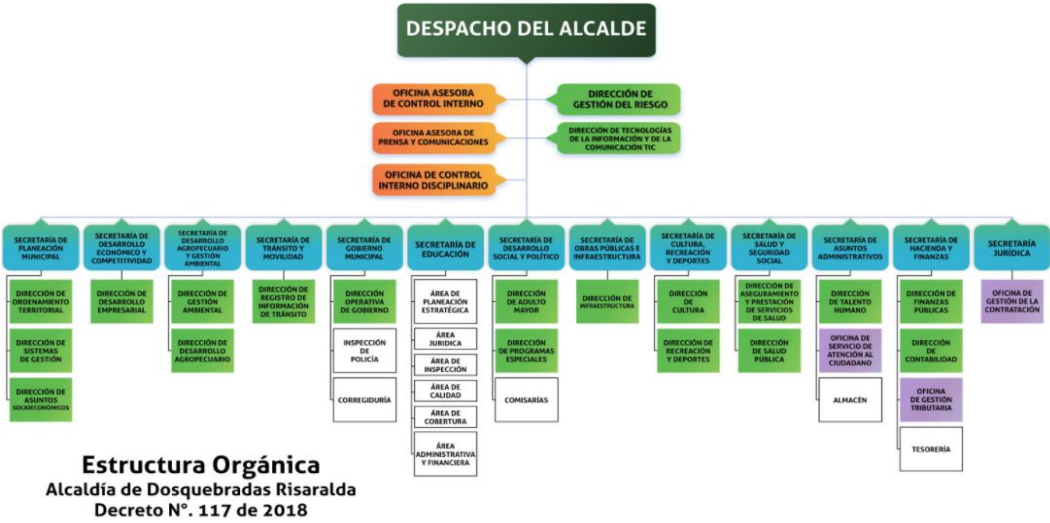 DESPACHO DEL ALCALDE
OFICINA ASESORA
DE CONTROL INTERNO
DIRECCIÓN DE
GESTIÓN DEL RIESGO
OFICINA ASESORA DE
PRENSA Y COMUNICACIONES
DIRECCIÓN DE TECNOLOGÍAS
DE LA INFORMACIÓN Y DE LA
COMUNICACIÓN TIC
OFICINA DE CONTROL
INTERNO DISCIPLINARIO
SECRETARÍA DE
PLANEACIÓN
MUNICIPAL
SECRETARÍA DE
DESARROLLO
ECONÓMICO Y
COMPETITIVIDAD
SECRETARÍA DE
DESARROLLO
AGROPECUARIO
Y GESTIÓN
AMBIENTAL
SECRETARÍA DE
TRÁNSITO Y
MOVILIDAD
SECRETARÍA DE
GOBIERNO
MUNICIPAL
SECRETARÍA DE
EDUCACIÓN
SECRETARÍA DE
DESARROLLO
SOCIAL Y POLÍTICO
SECRETARÍA DE
OBRAS PÚBLICAS E
INFRAESTRUCTURA
SECRETARÍA DE
CULTURA,
RECREACIÓN
Y DEPORTES
SECRETARÍA DE
SALUD Y
SEGURIDAD
SOCIAL
SECRETARÍA DE
ASUNTOS
ADMINISTRATIVOS
SECRETARÍA DE
HACIENDA Y
FINANZAS
SECRETARÍA
JURÍDICA
DIRECCIÓN DE
ORDENAMIENTO
TERRITORIAL
DIRECCIÓN DE
SISTEMAS
DE GESTIÓN
DIRECCIÓN DE
ASUNTOS
SOCIOECONÓMICOS
DIRECCIÓN DE
DESARROLLO
EMPRESARIAL
DIRECCIÓN DE
GESTIÓN
AMBIENTAL
DIRECCIÓN DE
DESARROLLO
AGROPECUARIO
DIRECCIÓN DE
REGISTRO DE
INFORMACIÓN
DE TRÁNSITO
DIRECCIÓN
OPERATIVA
DE GOBIERNO
INSPECCIÓN
DE
POLICÍA
CORREGIDURÍA
ÁREA DE
PLANEACIÓN
ESTRATÉGICA
ÁREA
JURIDICA
ÁREA DE
INSPECCIÓN
ÁREA DE
CALIDAD
ÁREA DE
COBERTURA
ÁREA
ADMINISTRATIVA
Y FINANCIERA
DIRECCIÓN
DE ADULTO
MAYOR
DIRECCIÓN
DE PROGRAMAS
ESPECIALES
COMISARÍAS
DIRECCIÓN DE
INFRAESTRUCTURA
DIRECCIÓN
DE
CULTURA
DIRECCIÓN DE
RECREACIÓN
Y DEPORTES
DIRECCIÓN DE
ASEGURAMIENTO
Y PRESTACIÓN
DE SERVICIOS
DE SALUD
DIRECCIÓN
DE SALUD
PÚBLICA
DIRECCIÓN
DE TALENTO
HUMANO
OFICINA DE
SERVICIO DE
ATENCIÓN AL
CIUDADANO
ALMACÉN
DIRECCIÓN DE
FINANZAS
PÚBLICAS
DIRECCIÓN
DE
CONTABILIDAD
OFICINA
DE GESTIÓN
TRIBUTARIA
TESORERÍA
OFICINA DE
GESTIÓN DE LA
CONTRATACIÓN
Estructura Orgánica
Alcaldía de Dosquebradas Risaralda
Decreto N°. 117 de 2018